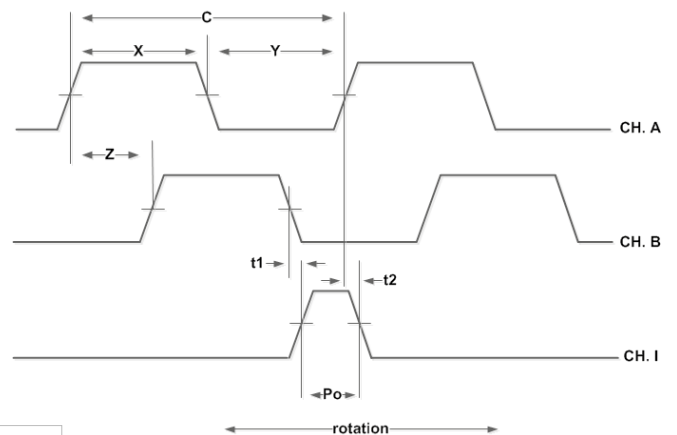 C
X
Y
CH. A
Z
CH. B
t1
t2
CH. I
Po
rotation